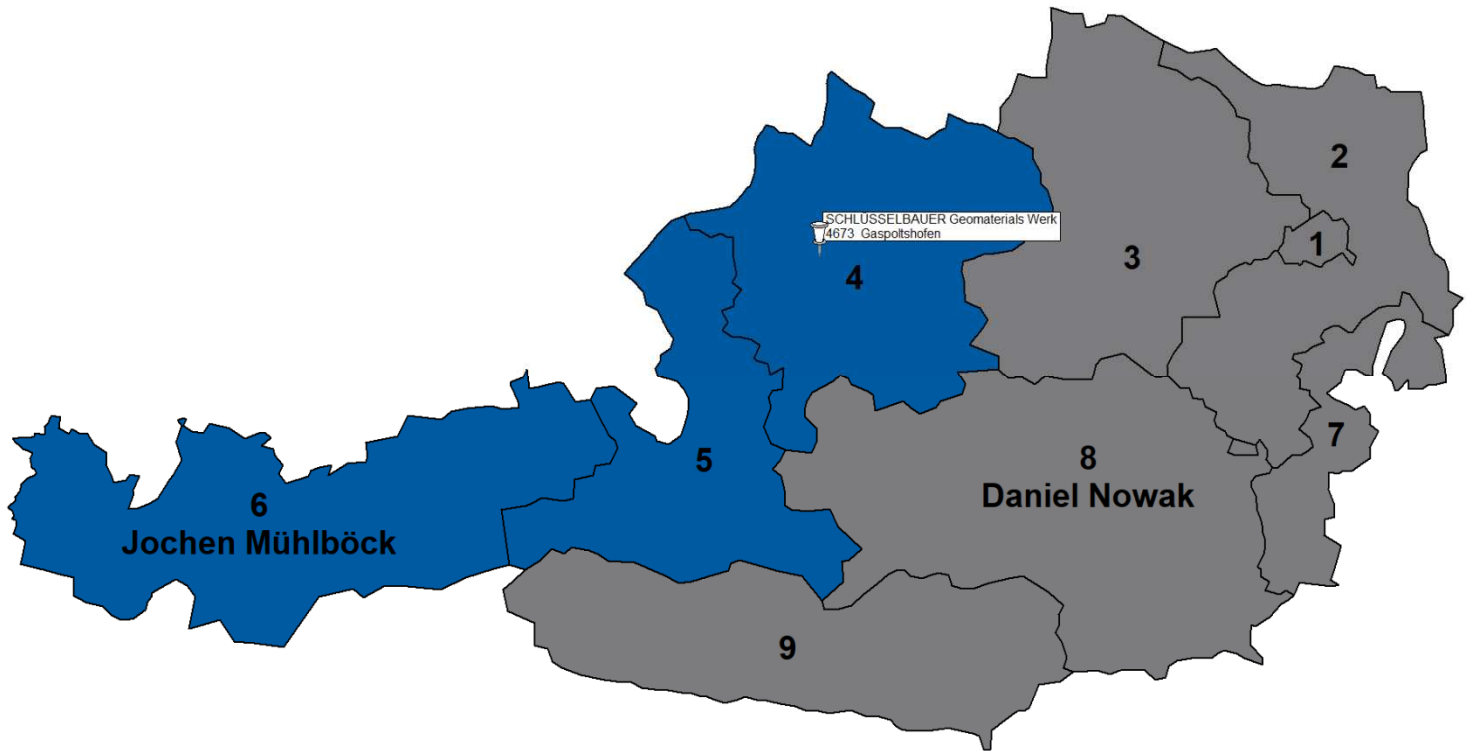 2
SCHLÜSSELBAUER Geomaterials Werk
4673 Gaspoltshofen
1
3
4
7
5
8
Daniel Nowak
6
Jochen Mühlböck
9